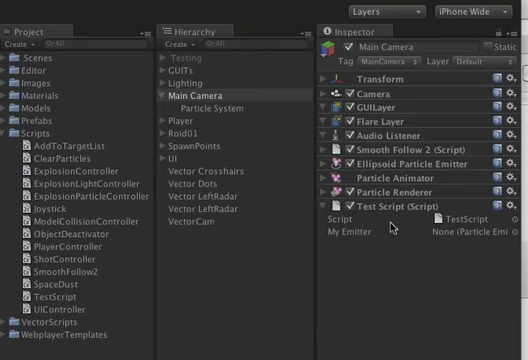 Layers
iPhone Wide
Project
Create
All
Scenes
Editor
Images
Materials
Models
Prefabs
Scripts
AddToTargetList
ClearParticles
ExplosionController
ExplosionLightController
ExplosionParticleController
Joystick
ModelCollisionController
ObjectDeactivator
PlayerController
ShotController
SmoothFollow2
SpaceDust
TestScript
UIController
VectorScripts
WebplayerTemplates
Hierarchy
Create
All
Testing
GUITs
Lighting
Main Camera
Particle System
Player
Roid01
SpawnPoints
UI
Vector Crosshairs
Vector Dots
Vector LeftRadar
Vector LeftRadar
VectorCam
Inspector
Main Camera
Static
Tag MainCamera Layer Default
Transform
Camera
GUILayer
Flare Layer
Audio Listener
Smooth Follow 2 (Script)
Ellipsoid Particle Emitter
Particle Animator
Particle Renderer
Test Script (Script)
Script TestScript
My Emitter None (Particle Emi